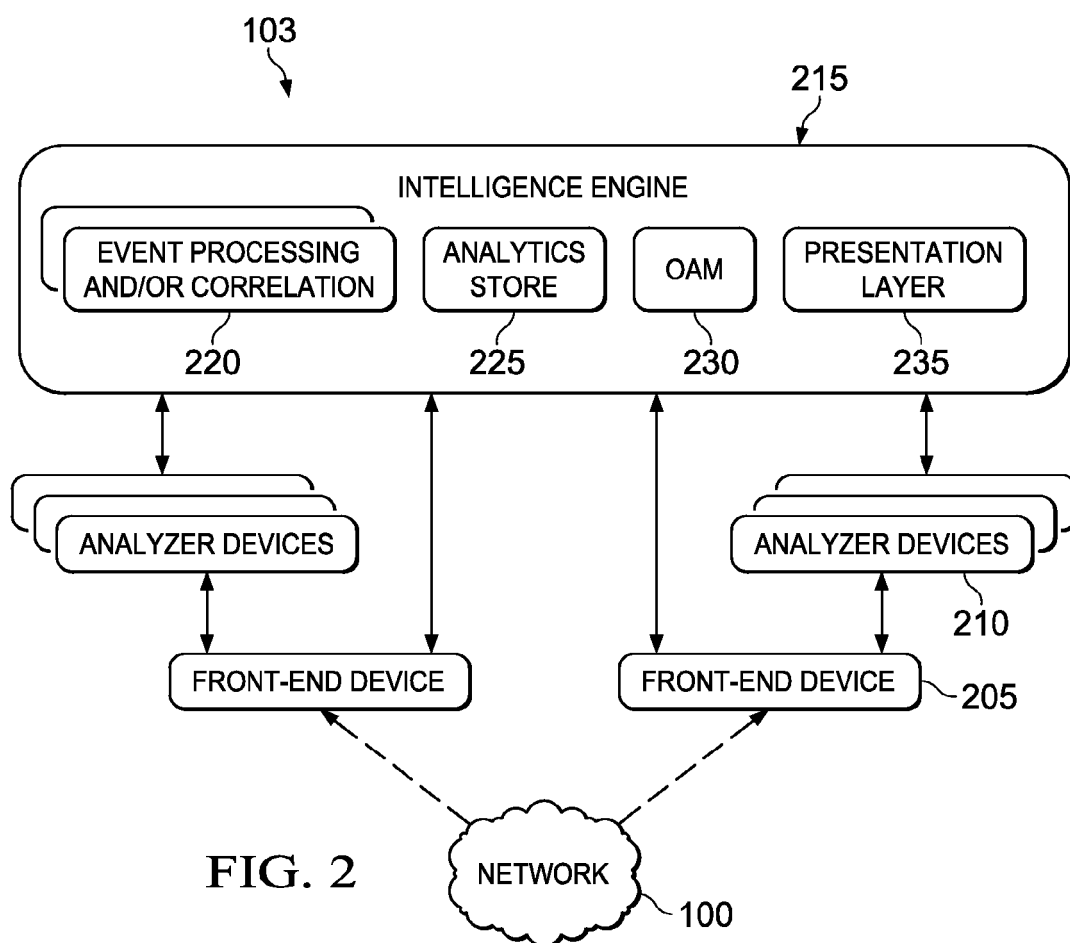 103
215
INTELLIGENCE ENGINE
EVENT PROCESSING
AND/OR CORRELATION
ANALYTICS
STORE
OAM
PRESENTATION
LAYER
220
225
230
235
ANALYZER DEVICES
ANALYZER DEVICES
210
FRONT-END DEVICE
FRONT-END DEVICE
205
NETWORK
100
FIG. 2